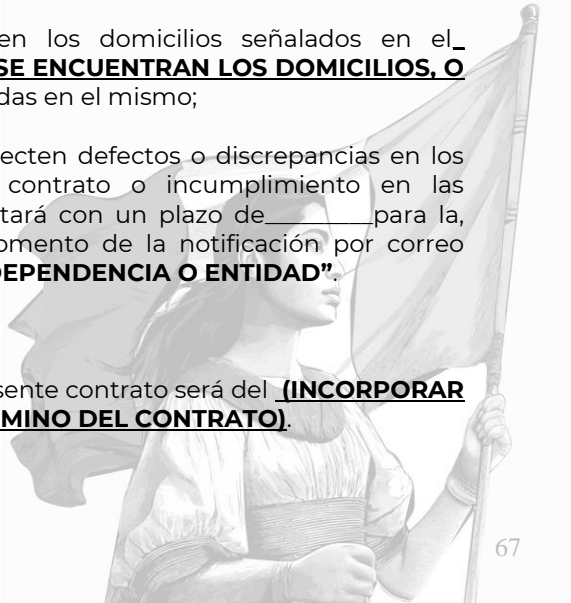 en los domicilios señalados en el_
SE ENCUENTRAN LOS DOMICILIOS, O
das en el mismo;
ecten defectos o discrepancias en los
contrato o incumplimiento en las
tará con un plazo de_________para la,
omento de la notificación por correo
DEPENDENCIA O ENTIDAD”.
sente contrato será del (INCORPORAR
MINO DEL CONTRATO).
67